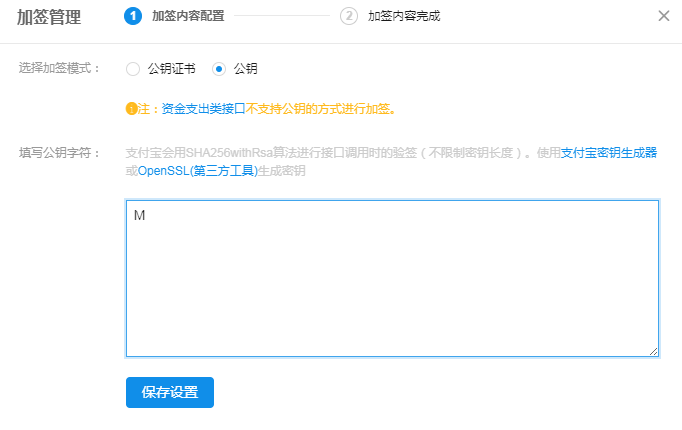 加签管理 1 加签内容配置 2 加签内容完成
选择加签模式： 公钥证书 公钥
注：资金支出类接口不支持公钥的方式进行加签。
填写公钥字符： 支付宝会用SHA256withRsa算法进行接口调用时的验签（不限制密钥长度）。使用支付宝密钥生成器
或OpenSSL(第三方工具)生成密钥
M
保存设置